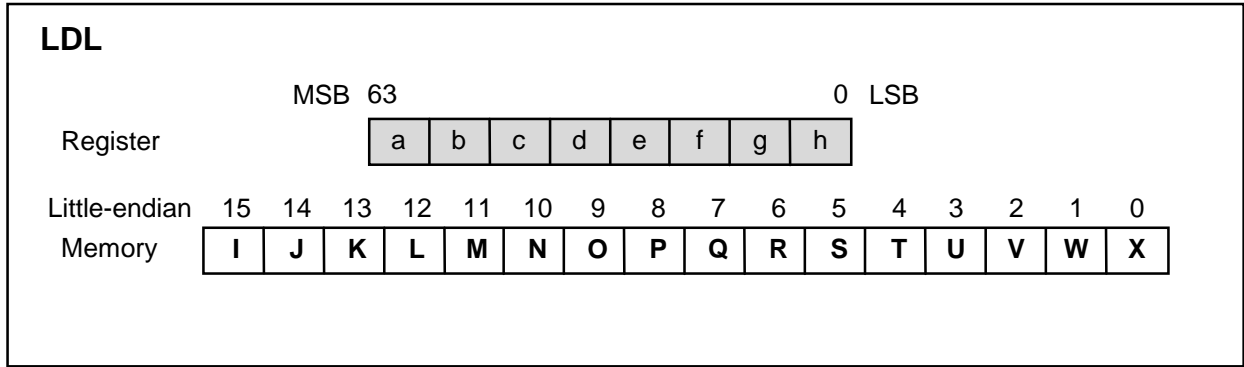 LDL
MSB 63 0 LSB
Register a b c d e f g h
Little-endian 15 14 13 12 11 10 9 8 7 6 5 4 3 2 1 0
Memory I J K L M N O P Q R S T U V W X